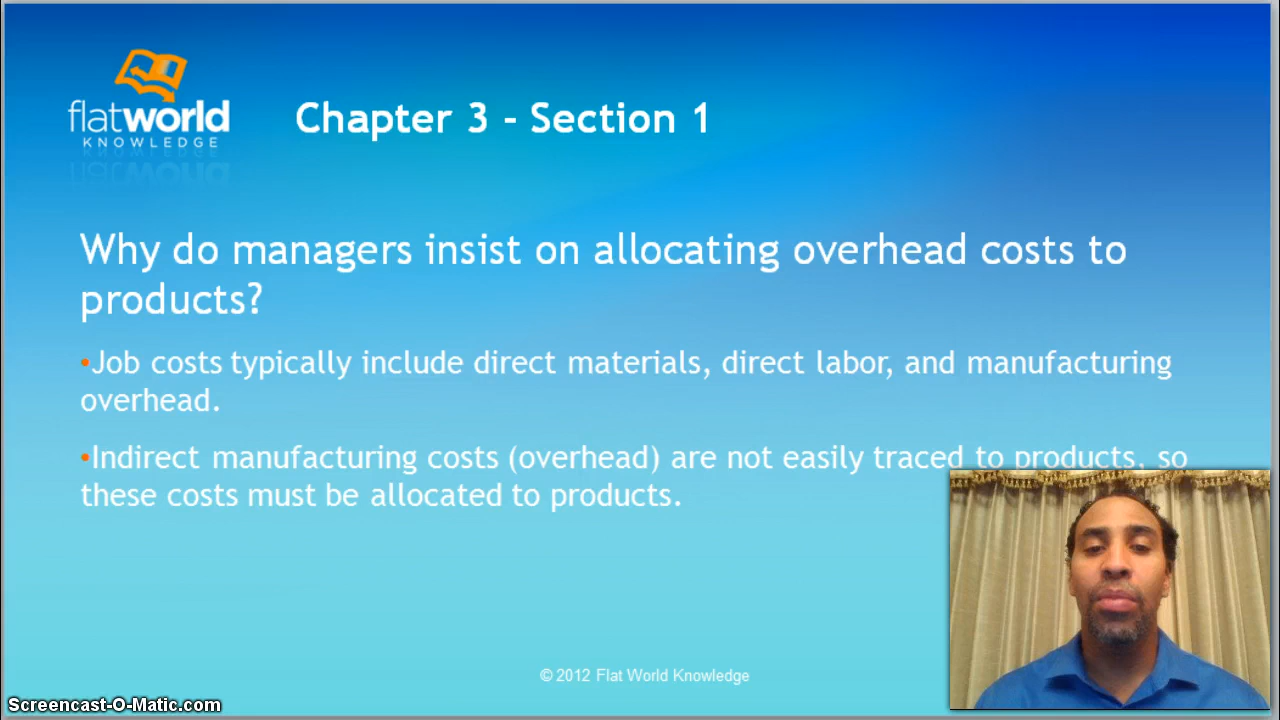 flatworld
KNOWLEDGE
Chapter 3 - Section 1
Why do managers insist on allocating overhead costs to
products?
•Job costs typically include direct materials, direct labor, and manufacturing
overhead.
•Indirect manufacturing costs (overhead) are not easily traced to products, so
these costs must be allocated to products.
© 2012 Flat World Knowledge
Screencast-O-Matic.com